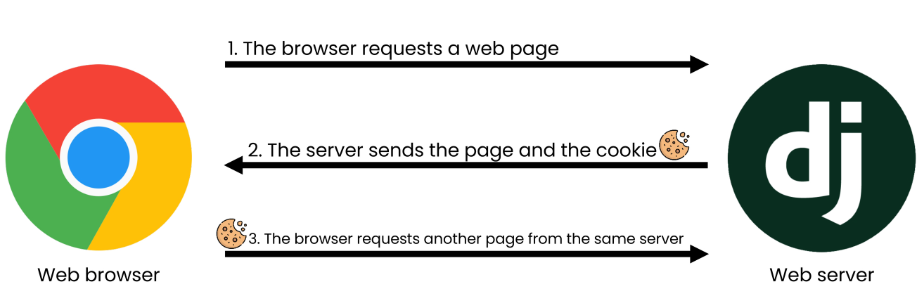 1. The browser requests a web page
2. The server sends the page and the cookie
3. The browser requests another page from the same server
dj
Web browser
Web server